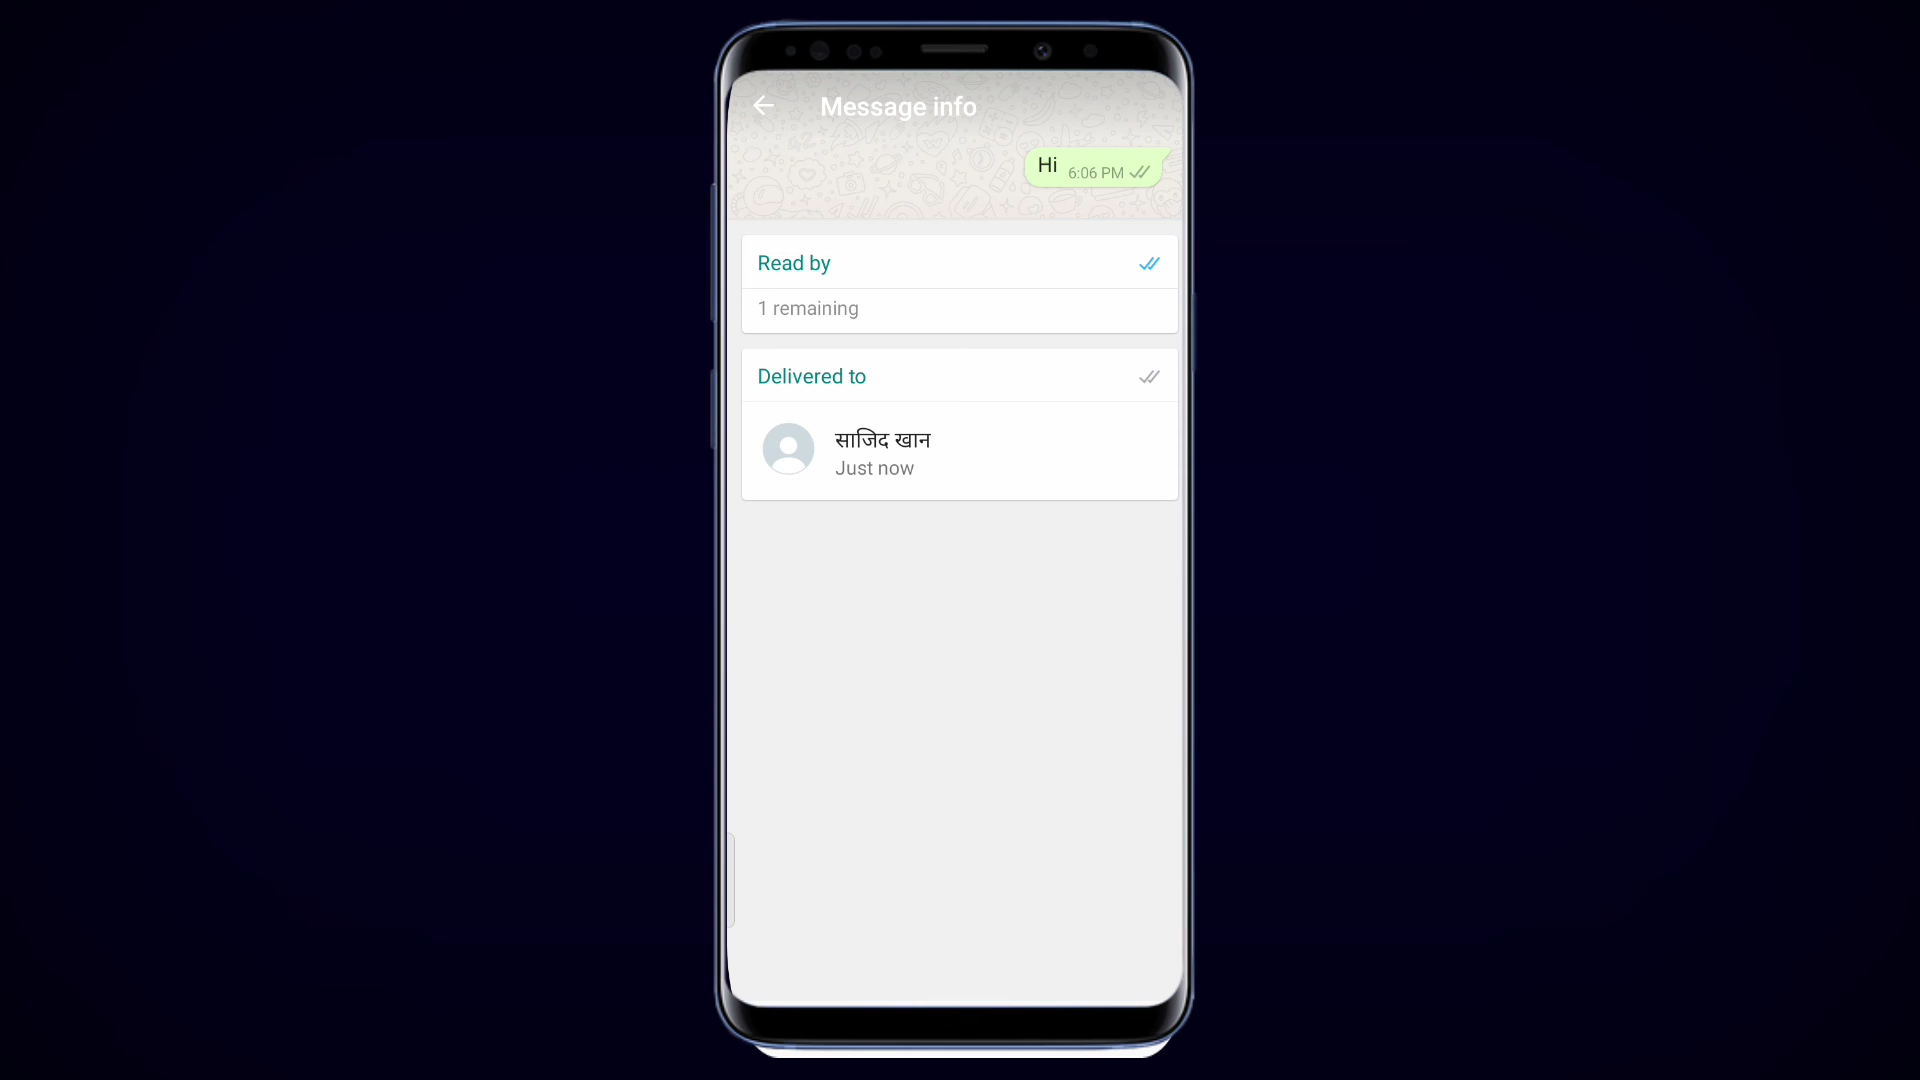 Message info
Hi
6:06 PM
Read by
1 remaining
Delivered to
साजिद खान
Just now